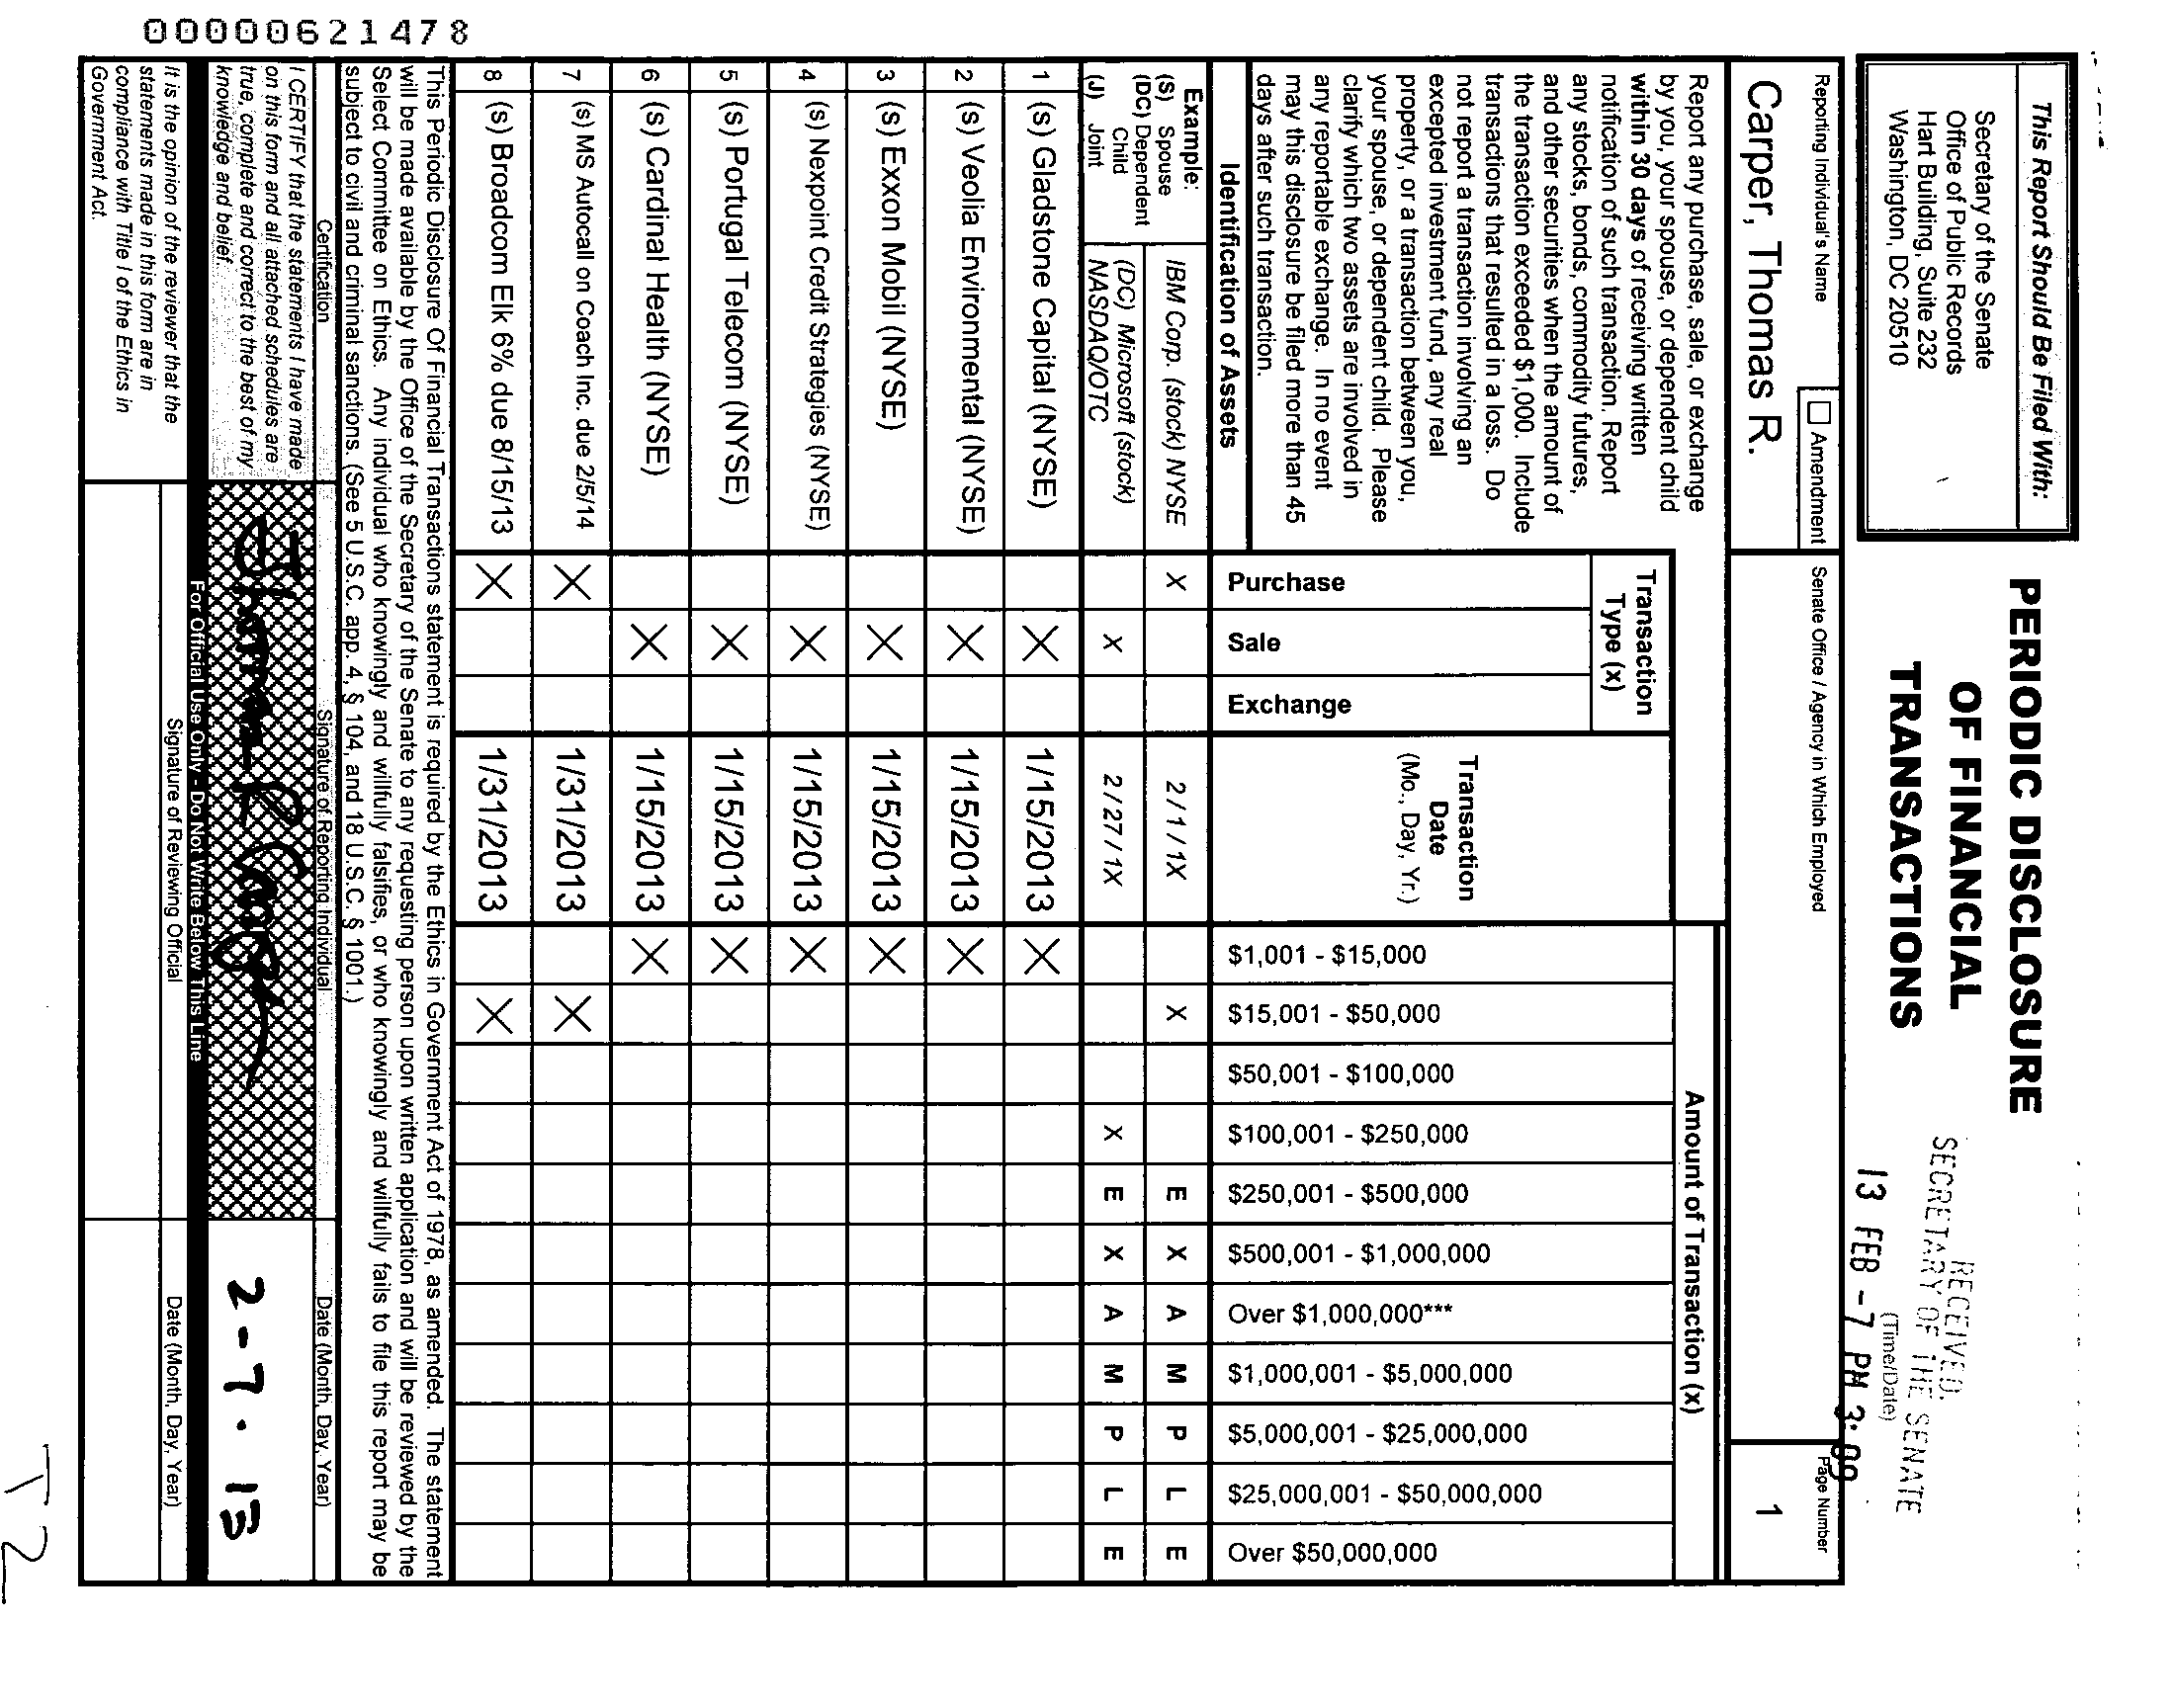 00000621478
This Report Should Be Filed With:
Secretary of the Senate
Office of Public Records
Hart Building, Suite 232
Washington, DC 20510
PERIODIC DISCLOSURE
OF FINANCIAL
TRANSACTIONS
RECEIVED
SECRETARY OF THE SENATE
(Time/Date)
13 FEB -7 PM 3:09
Reporting Individual's Name
☐ Amendment
Senate Office / Agency in Which Employed
Page Number
Carper, Thomas R.
1
Report any purchase, sale, or exchange
by you, your spouse, or dependent child
within 30 days of receiving written
notification of such transaction. Report
any stocks, bonds, commodity futures,
and other securities when the amount of
the transaction exceeded $1,000. Include
transactions that resulted in a loss. Do
not report a transaction involving an
excepted investment fund, any real
property, or a transaction between you,
your spouse, or dependent child. Please
clarify which two assets are involved in
any reportable exchange. In no event
may this disclosure be filed more than 45
days after such transaction.
Identification of Assets
Transaction
Type (x)
Purchase
Sale
Exchange
Transaction
Date
(Mo., Day, Yr.)
Amount of Transaction (x)
$1,001 - $15,000
$15,001 - $50,000
$50,001 - $100,000
$100,001 - $250,000
$250,001 - $500,000
$500,001 - $1,000,000
Over $1,000,000***
$1,000,001 - $5,000,000
$5,000,001 - $25,000,000
$25,000,001 - $50,000,000
Over $50,000,000
Example:
(S) Spouse
(DC) Dependent
Child
(J) Joint
IBM Corp. (stock) NYSE X 2 / 1 / 1X X E X A M P L E
(DC) Microsoft (stock)
NASDAQ/OTC X 2 / 27 / 1X X E X A M P L E
1 (s) Gladstone Capital (NYSE) X 1/15/2013 X
2 (s) Veolia Environmental (NYSE) X 1/15/2013 X
3 (s) Exxon Mobil (NYSE) X 1/15/2013 X
4 (s) Nexpoint Credit Strategies (NYSE) X 1/15/2013 X
5 (s) Portugal Telecom (NYSE) X 1/15/2013 X
6 (s) Cardinal Health (NYSE) X 1/15/2013 X
7 (s) MS Autocall on Coach Inc. due 2/5/14 X 1/31/2013 X
8 (s) Broadcom Elk 6% due 8/15/13 X 1/31/2013 X
This Periodic Disclosure Of Financial Transactions statement is required by the Ethics in Government Act of 1978, as amended. The statement
will be made available by the Office of the Secretary of the Senate to any requesting person upon written application and will be reviewed by the
Select Committee on Ethics. Any individual who knowingly and willfully falsifies, or who knowingly and willfully fails to file this report may be
subject to civil and criminal sanctions. (See 5 U.S.C. app. 4, § 104, and 18 U.S.C. § 1001.)
Certification
Signature of Reporting Individual
Date (Month, Day, Year)
I CERTIFY that the statements I have made
on this form and all attached schedules are
true, complete and correct to the best of my
knowledge and belief.
Thomas R Carper
2-7-13
For Official Use Only - Do Not Write Below This Line
It is the opinion of the reviewer that the
statements made in this form are in
compliance with Title I of the Ethics in
Government Act.
Signature of Reviewing Official
Date (Month, Day, Year)